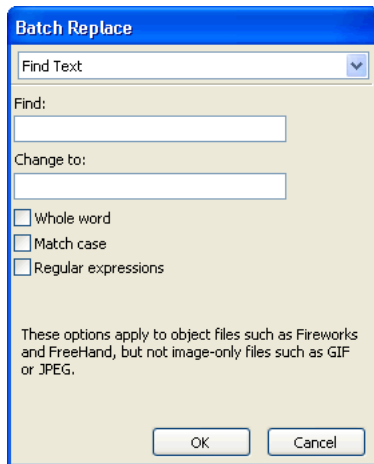 Batch Replace
Find Text
Find:
Change to:
Whole word
Match case
Regular expressions
These options apply to object files such as Fireworks
and FreeHand, but not image-only files such as GIF
or JPEG.
OK Cancel